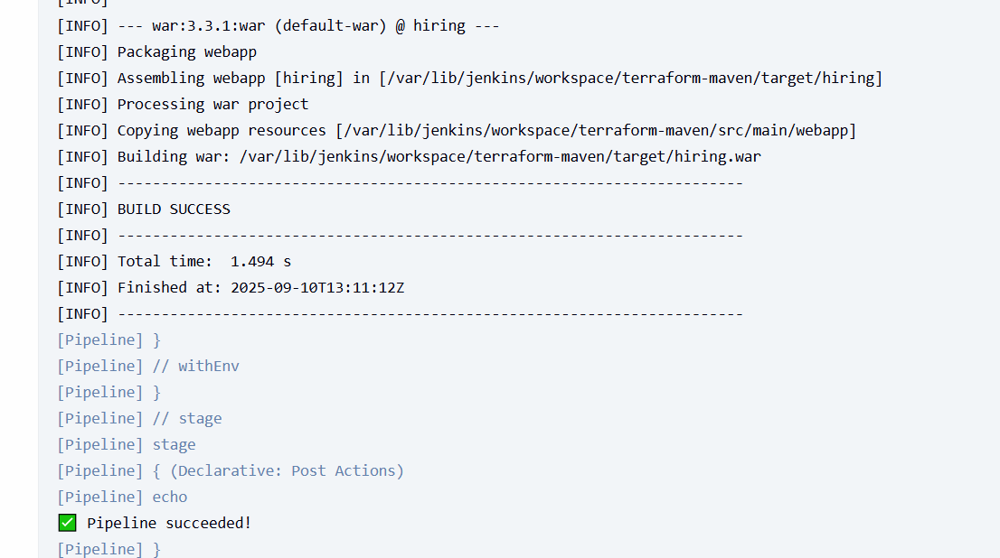 [INFO]
[INFO] --- war:3.3.1:war (default-war) @ hiring ---
[INFO] Packaging webapp
[INFO] Assembling webapp [hiring] in [/var/lib/jenkins/workspace/terraform-maven/target/hiring]
[INFO] Processing war project
[INFO] Copying webapp resources [/var/lib/jenkins/workspace/terraform-maven/src/main/webapp]
[INFO] Building war: /var/lib/jenkins/workspace/terraform-maven/target/hiring.war
[INFO] ------------------------------------------------------------------------
[INFO] BUILD SUCCESS
[INFO] ------------------------------------------------------------------------
[INFO] Total time:  1.494 s
[INFO] Finished at: 2025-09-10T13:11:12Z
[INFO] ------------------------------------------------------------------------
[Pipeline] }
[Pipeline] // withEnv
[Pipeline] }
[Pipeline] // stage
[Pipeline] stage
[Pipeline] { (Declarative: Post Actions)
[Pipeline] echo
✅ Pipeline succeeded!
[Pipeline] }